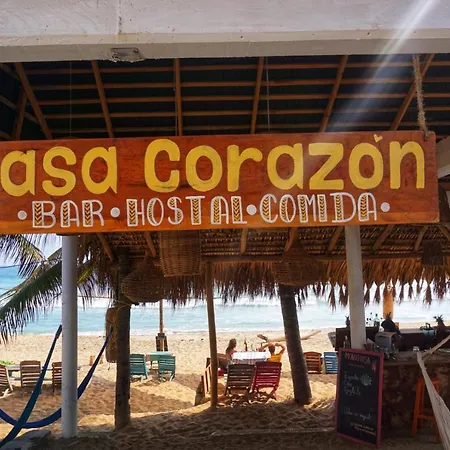 asa Corazón
• BAR • HOSTAL • COMIDA •